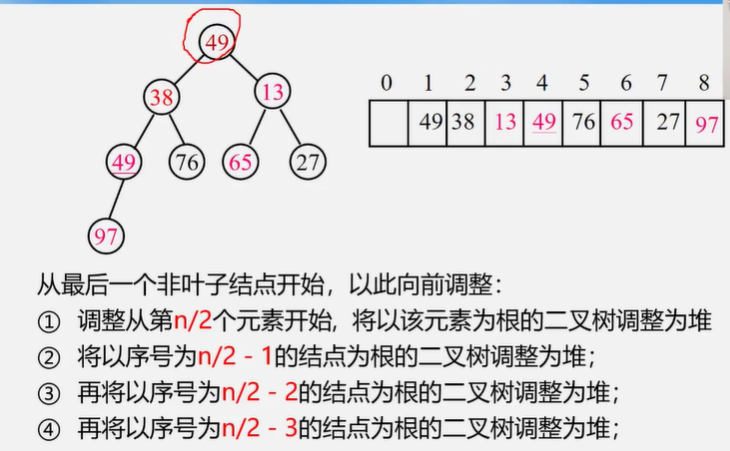 49
38 13
49 76 65 27
97
0 1 2 3 4 5 6 7 8
49 38 13 49 76 65 27 97
从最后一个非叶子结点开始，以此向前调整：
① 调整从第n/2个元素开始, 将以该元素为根的二叉树调整为堆
② 将以序号为n/2 - 1的结点为根的二叉树调整为堆；
③ 再将以序号为n/2 - 2的结点为根的二叉树调整为堆；
④ 再将以序号为n/2 - 3的结点为根的二叉树调整为堆；